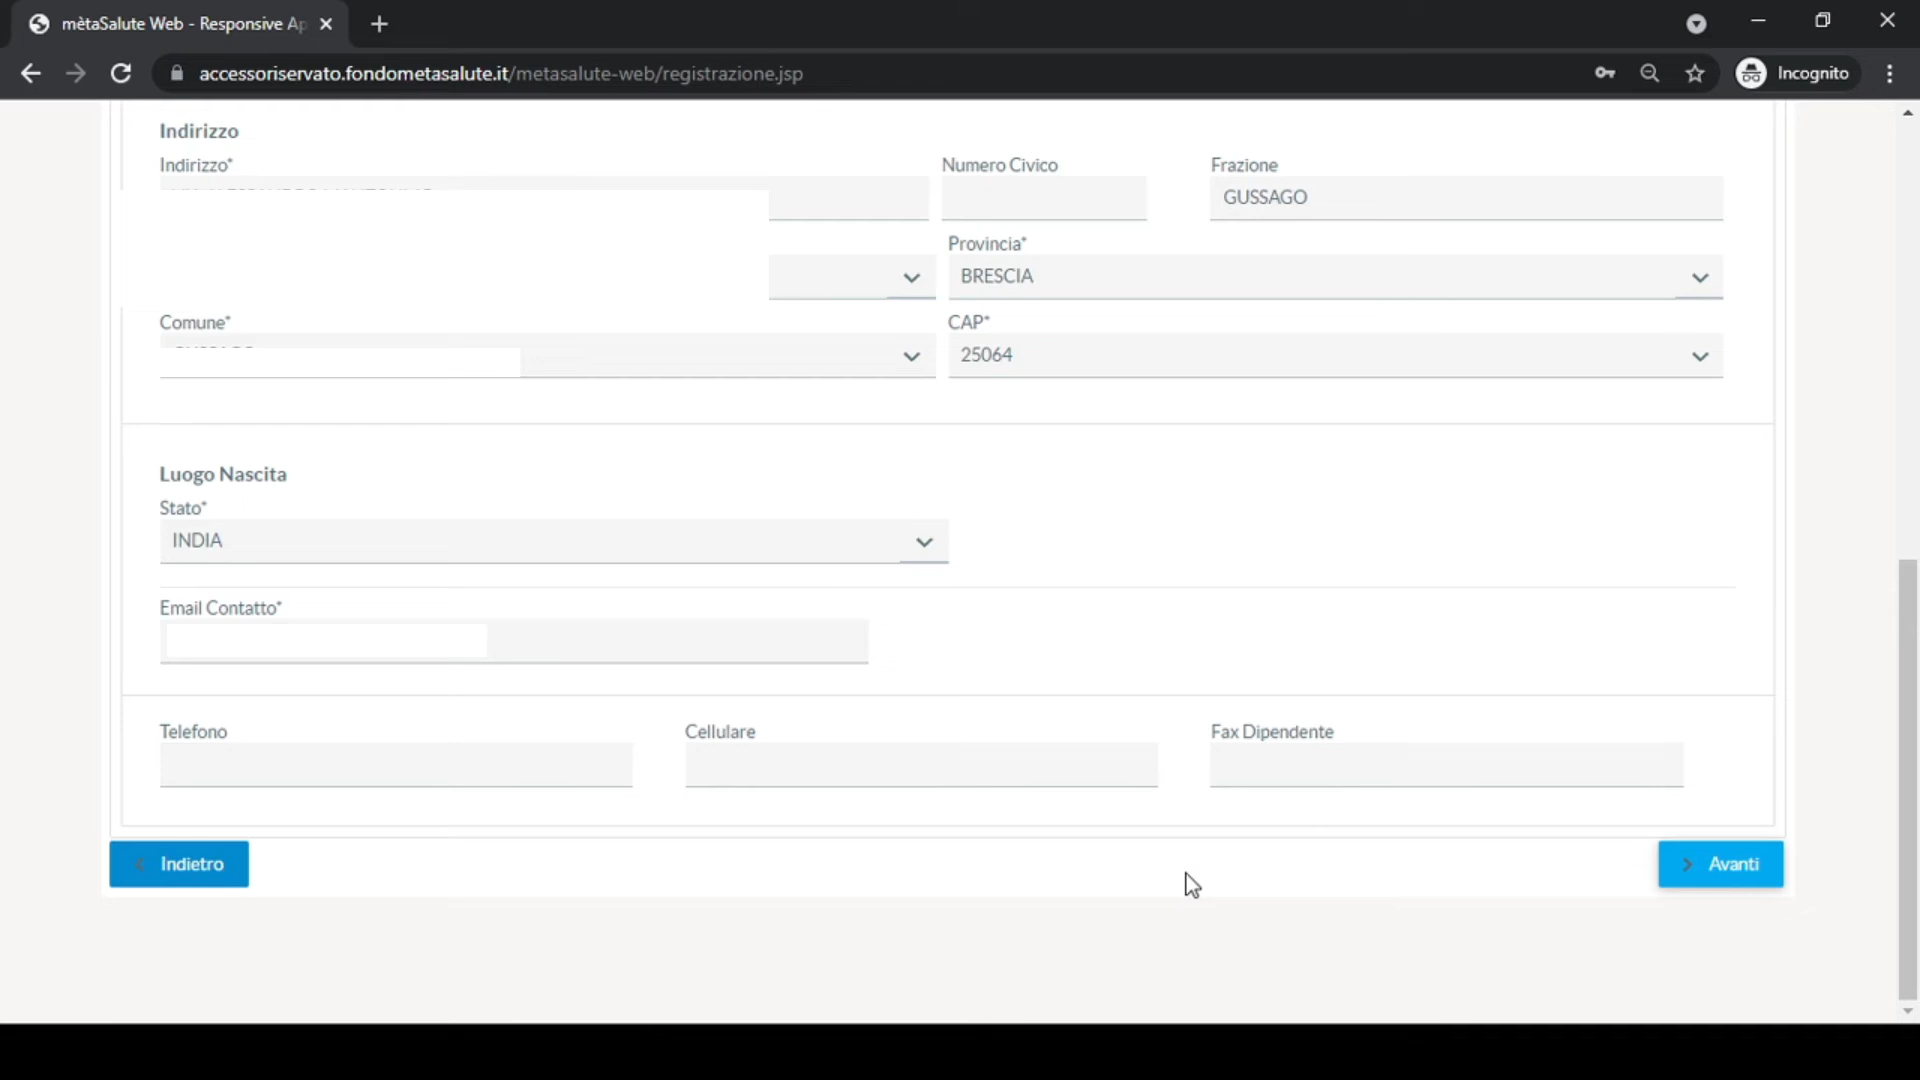 mètaSalute Web - Responsive Ap
accessoriservato.fondometasalute.it/metasalute-web/registrazione.jsp
Incognito
Indirizzo
Indirizzo* Numero Civico Frazione
GUSSAGO
Provincia*
BRESCIA
Comune* CAP*
25064
Luogo Nascita
Stato*
INDIA
Email Contatto*
Telefono Cellulare Fax Dipendente
Indietro Avanti